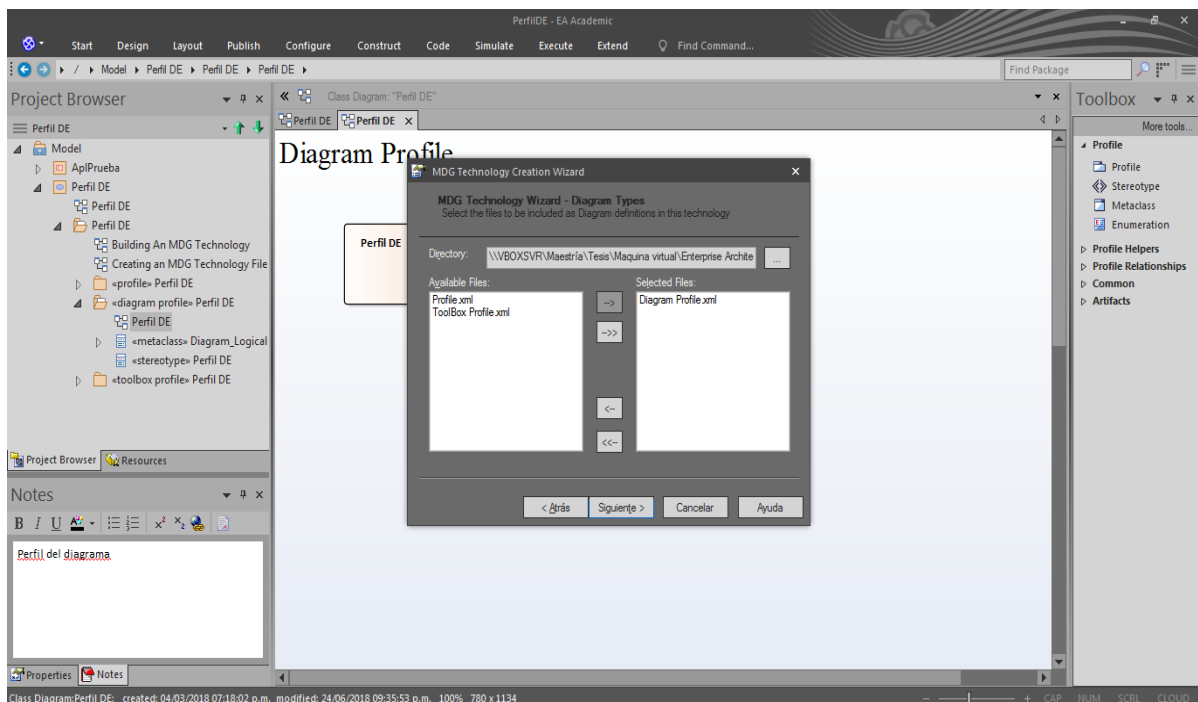 PerfilDE - EA Academic
Start Design Layout Publish Configure Construct Code Simulate Execute Extend Find Command...
/ Model Perfil DE Perfil DE Perfil DE
Find Package
Project Browser
Perfil DE
Model
AplPrueba
Perfil DE
Perfil DE
Perfil DE
Building An MDG Technology
Creating an MDG Technology File
«profile» Perfil DE
«diagram profile» Perfil DE
Perfil DE
«metaclass» Diagram_Logical
«stereotype» Perfil DE
«toolbox profile» Perfil DE
Project Browser Resources
Notes
B I U A x² x₂
Perfil del diagrama
Properties Notes
Class Diagram: "Perfil DE"
Perfil DE Perfil DE x
Diagram Profile
Perfil DE
MDG Technology Creation Wizard
MDG Technology Wizard - Diagram Types
Select the files to be included as Diagram definitions in this technology
Directory: \\VBOXSVR\Maestría\Tesis\Maquina virtual\Enterprise Archite ...
Available Files:
Profile.xml
ToolBox Profile.xml
-->
-->>
<--
<<--
Selected Files:
Diagram Profile.xml
< Atrás Siguiente > Cancelar Ayuda
Toolbox
More tools...
Profile
Profile
Stereotype
Metaclass
Enumeration
Profile Helpers
Profile Relationships
Common
Artifacts
Class Diagram:Perfil DE: created: 04/03/2018 07:18:02 p.m. modified: 24/06/2018 09:35:53 p.m. 100% 780 x 1134
CAP NUM SCRL CLOUD